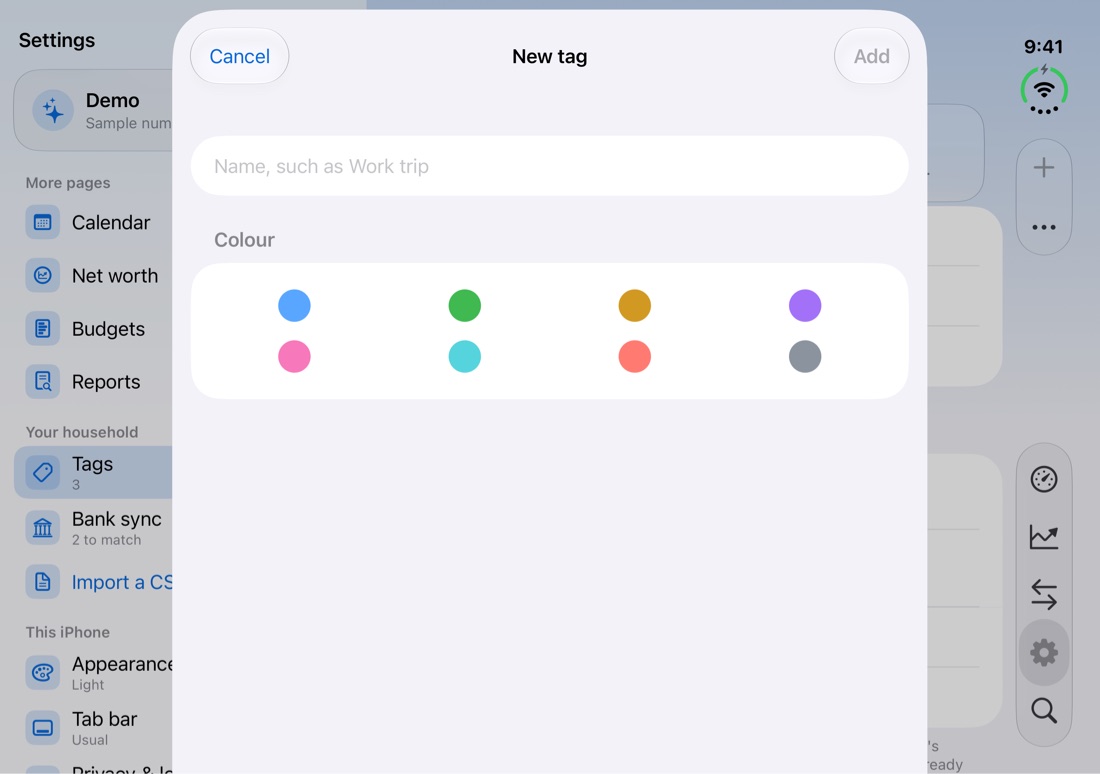 Settings
Demo
Sample num
More pages
Calendar
Net worth
Budgets
Reports
Your household
Tags
3
Bank sync
2 to match
Import a CS
This iPhone
Appearance
Light
Tab bar
Usual
Cancel
New tag
Add
Name, such as Work trip
Colour
9:41
's
ready